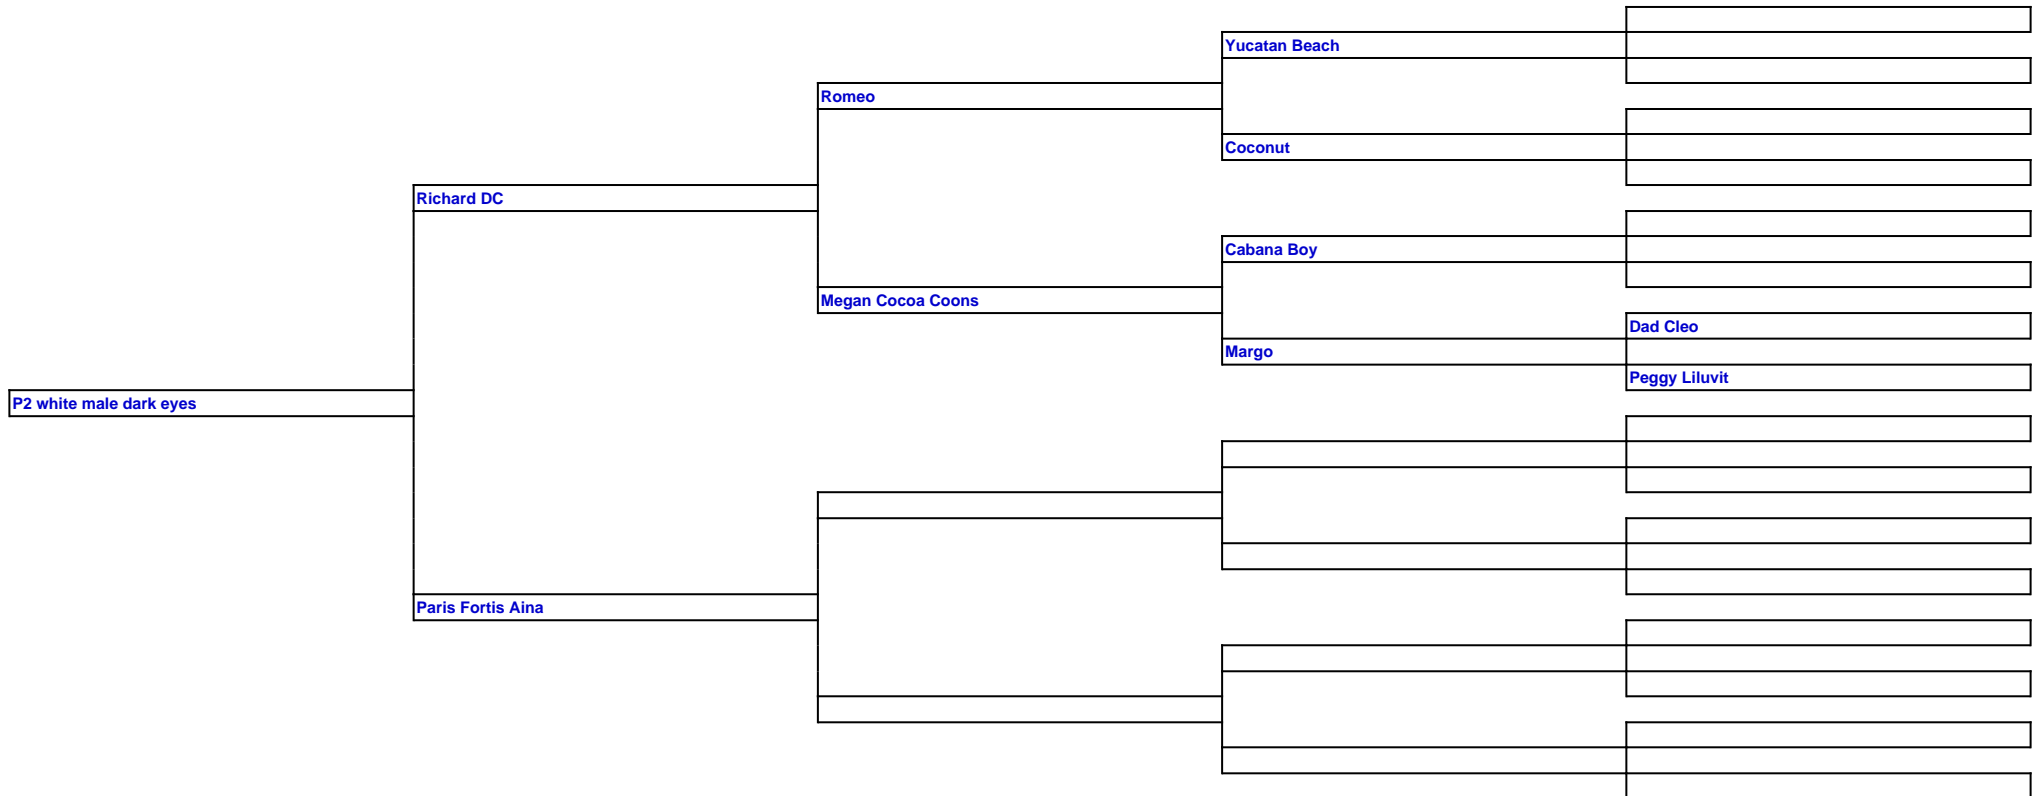 Yucatan Beach
Romeo
Coconut
Richard DC
Cabana Boy
Megan Cocoa Coons
Dad Cleo
Margo
Peggy Liluvit
P2 white male dark eyes
Paris Fortis Aina